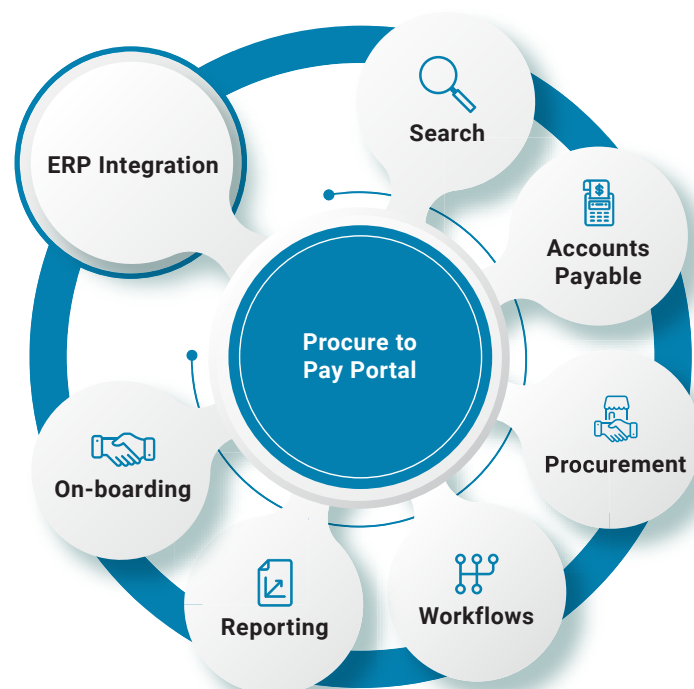 ERP Integration
Search
Accounts
Payable
Procure to
Pay Portal
Procurement
On-boarding
Workflows
Reporting
$